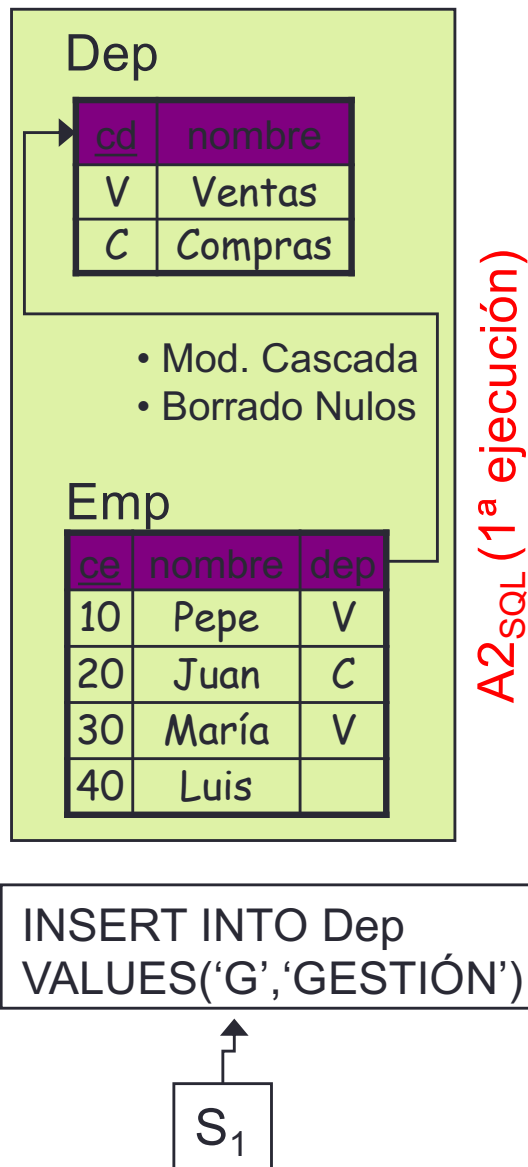 Dep
cd nombre
V Ventas
C Compras
• Mod. Cascada
• Borrado Nulos
Emp
ce nombre dep
10 Pepe V
20 Juan C
30 María V
40 Luis
A2SQL (1ª ejecución)
INSERT INTO Dep
VALUES(‘G’,‘GESTIÓN’)
S1